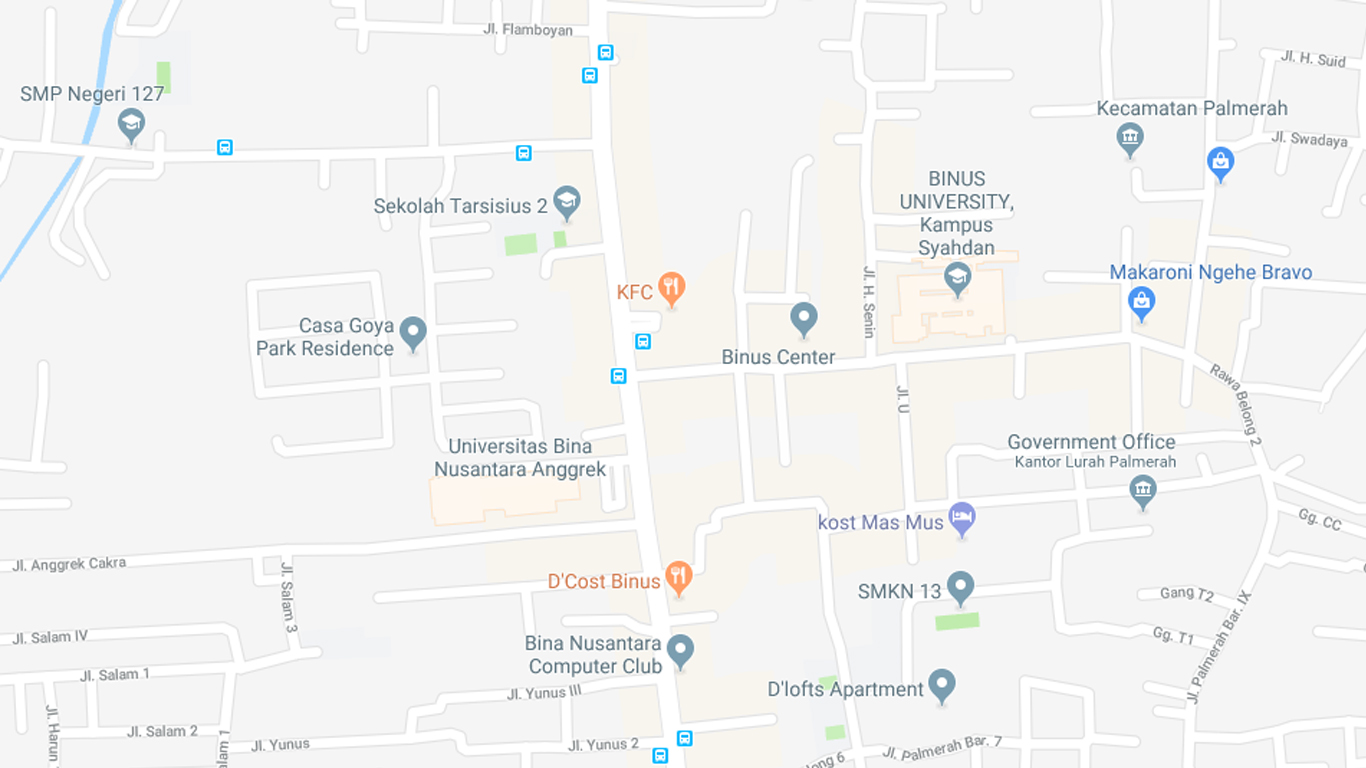 Jl. Flamboyan
Jl. H. Suid
SMP Negeri 127
Kecamatan Palmerah
Jl. Swadaya
BINUS
UNIVERSITY,
Kampus
Syahdan
Sekolah Tarsisius 2
Makaroni Ngehe Bravo
KFC
Jl. H. Senin
Casa Goya
Park Residence
Binus Center
Rawa Belong 2
Jl. U
Universitas Bina
Nusantara Anggrek
Government Office
Kantor Lurah Palmerah
kost Mas Mus
Gg. CC
Jl. Anggrek Cakra
D'Cost Binus
SMKN 13
Gang T2
Jl. Salam 3
Jl. Salam IV
Gg. T1
Jl. Palmerah Bar. IX
Bina Nusantara
Computer Club
Jl. Salam 1
D'lofts Apartment
Jl. Yunus III
Jl. Harun
Jl. Salam 2
alam 1
Jl. Yunus
Jl. Yunus 2
Jl. Palmerah Bar. 7
ong 6